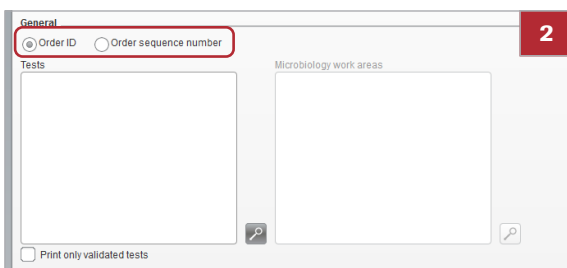 General
2
Order ID Order sequence number
Tests Microbiology work areas
Print only validated tests